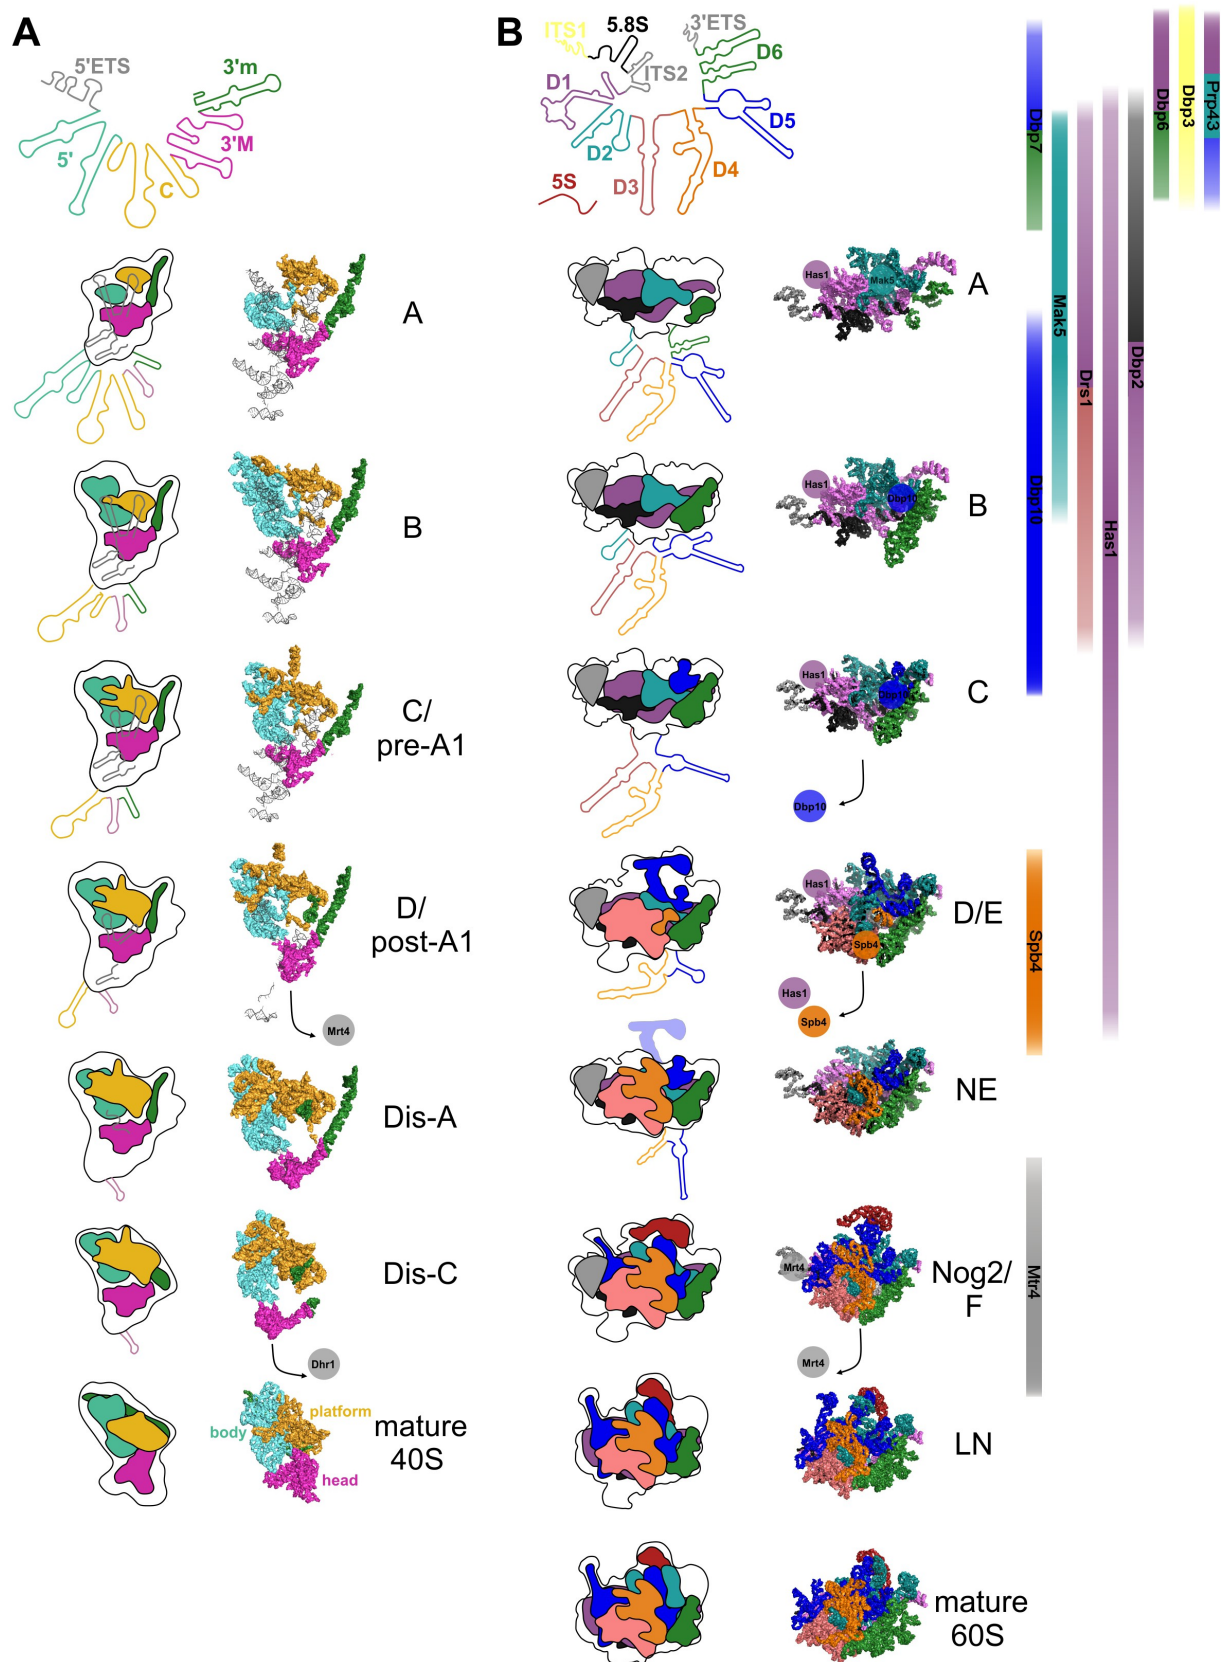 A
5'ETS
3'm
3'M
5'
C
A
B
C/
pre-A1
D/
post-A1
Mrt4
Dis-A
Dis-C
Dhr1
platform
body
head
mature
40S
B
ITS1
5.8S
3'ETS
D6
ITS2
D1
D5
D2
D4
D3
5S
Has1
Mak5
A
Has1
Dbp10
B
Has1
Dbp10
C
Dbp10
Has1
Spb4
D/E
Has1
Spb4
NE
Mrt4
Nog2/
F
Mrt4
LN
mature
60S
Dbp7
Dbp10
Spb4
Mtr4
Mak5
Drs1
Has1
Dbp2
Dbp6
Dbp3
Prp43